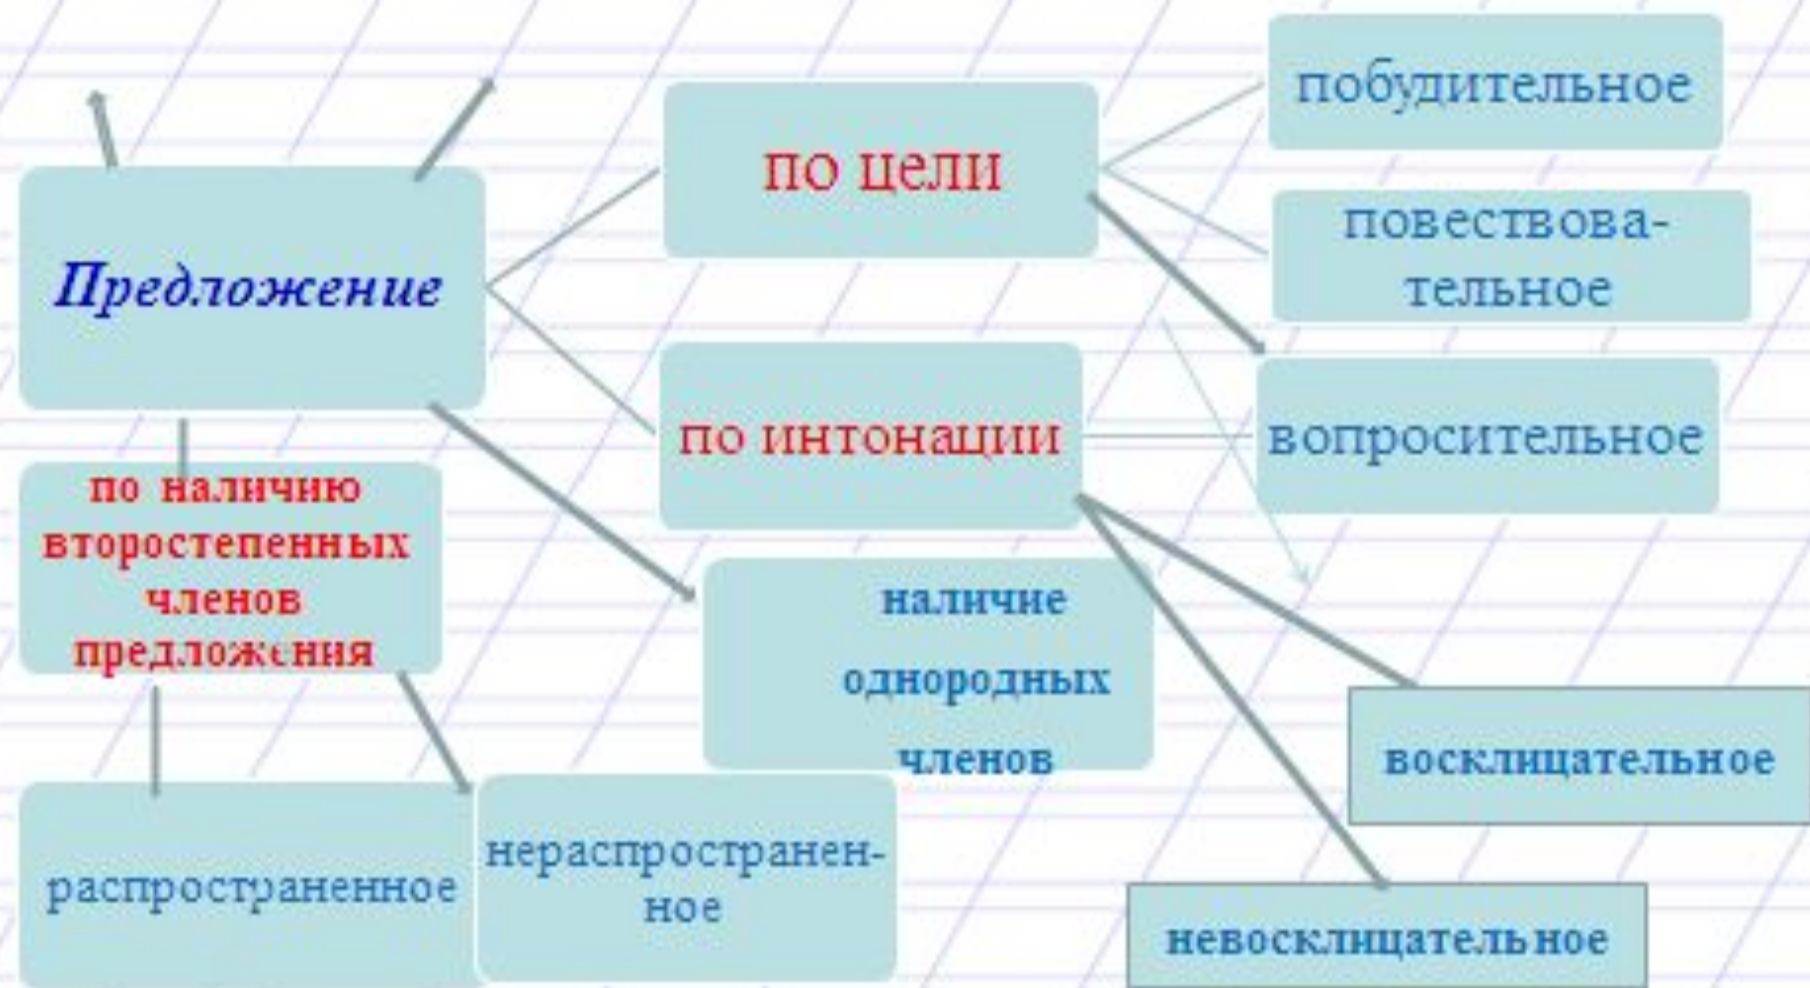 Предложение
по цели
побудительное
повествова-
тельное
вопросительное
по интонации
восклицательное
невосклицательное
наличие
однородных
членов
по наличию
второстепенных
членов
предложения
распространенное
нераспространен-
ное